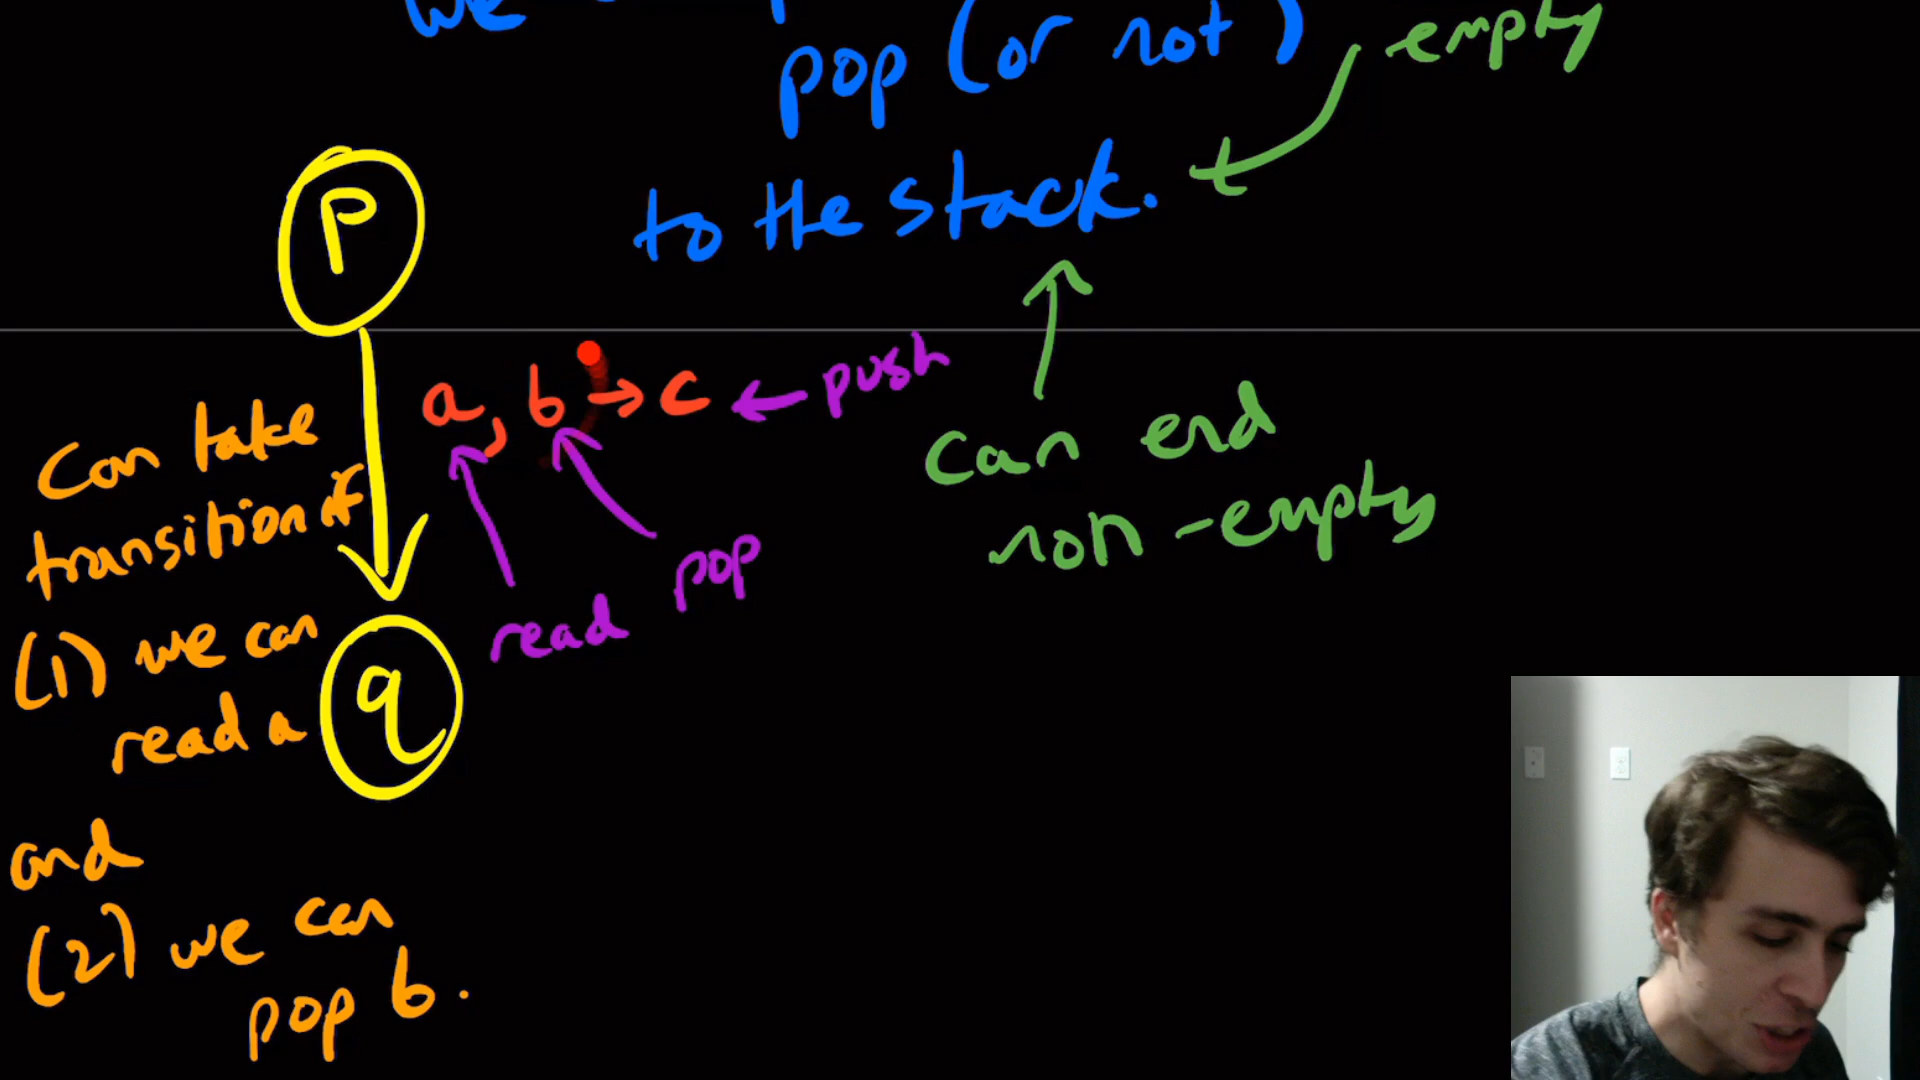 we
pop (or not)
empty
to the stack.
P
a, b → c ← push
can take
transition if
can end
non-empty
pop
read
(1) we can
read a
q
and
(2) we can
pop b.